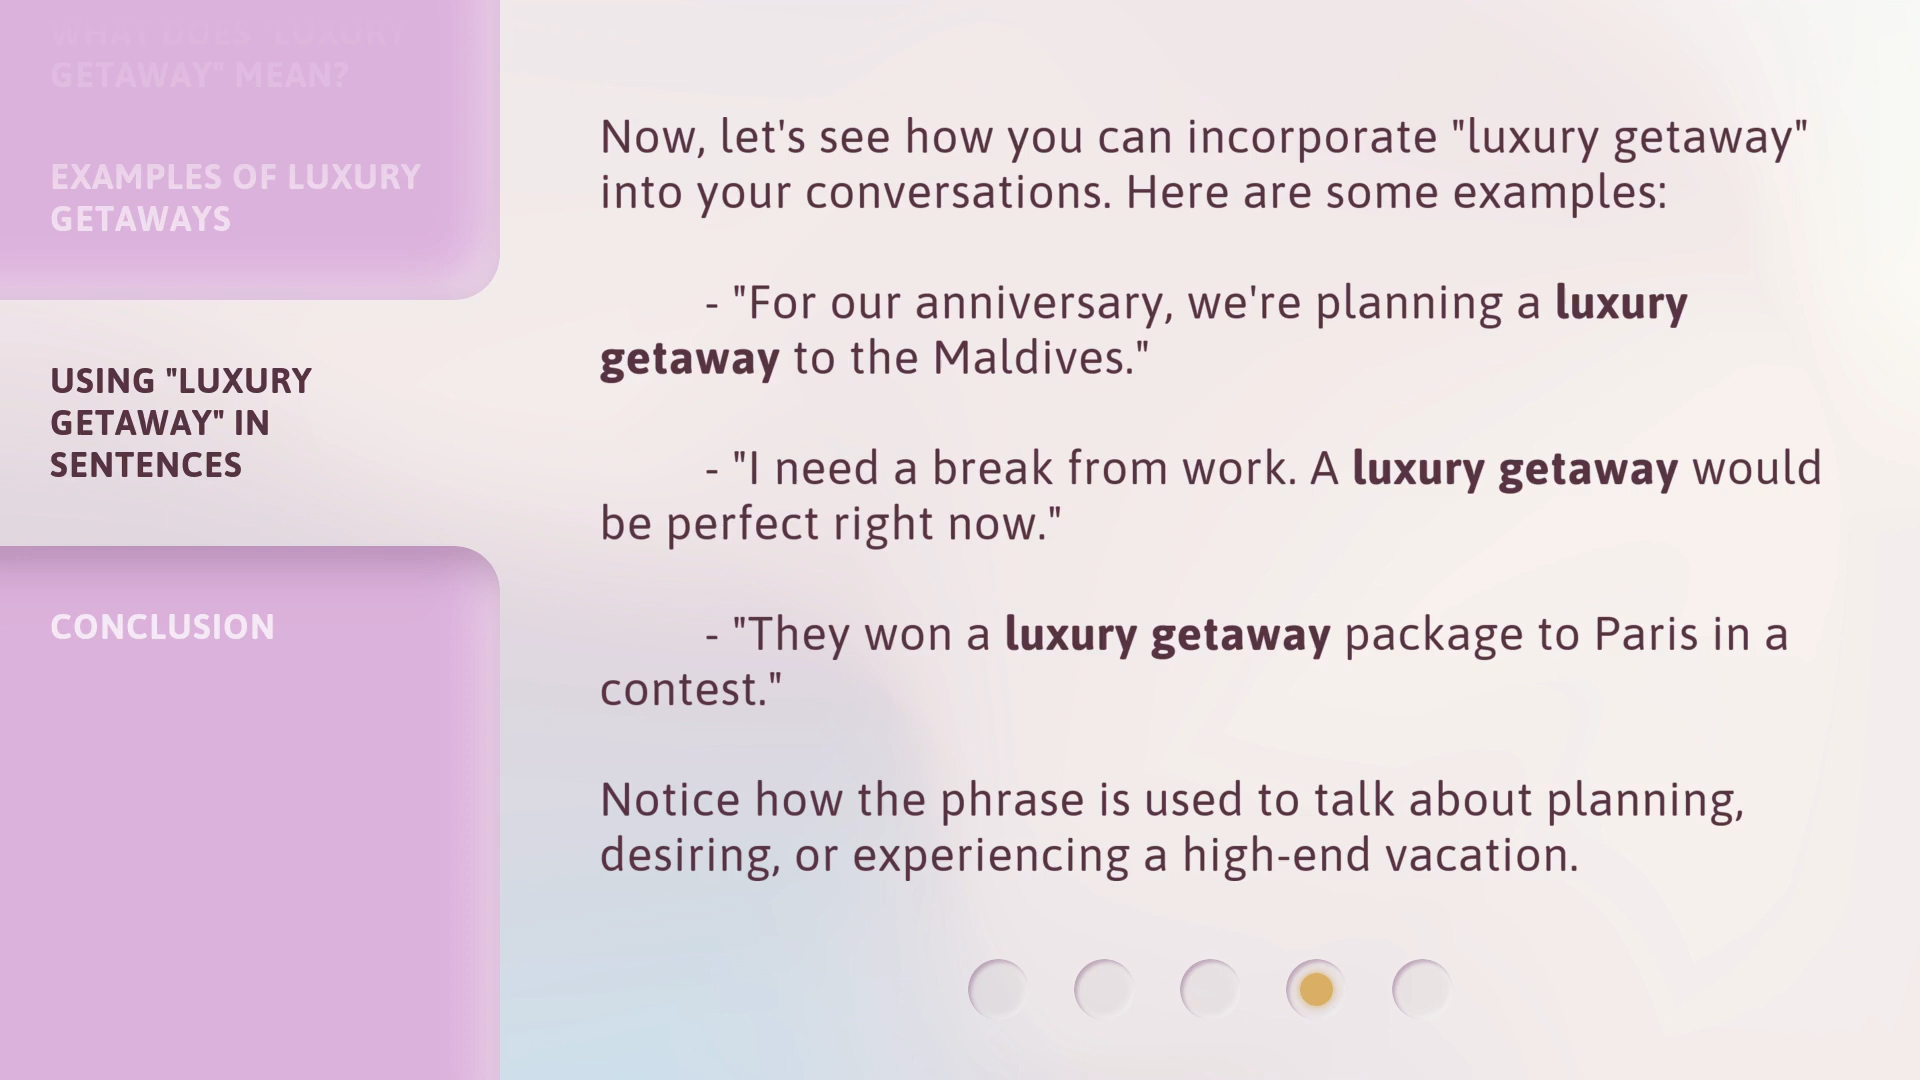 WHAT DOES "LUXURY
GETAWAY" MEAN?
EXAMPLES OF LUXURY
GETAWAYS
USING "LUXURY
GETAWAY" IN
SENTENCES
CONCLUSION
Now, let's see how you can incorporate "luxury getaway"
into your conversations. Here are some examples:
- "For our anniversary, we're planning a luxury
getaway to the Maldives."
- "I need a break from work. A luxury getaway would
be perfect right now."
- "They won a luxury getaway package to Paris in a
contest."
Notice how the phrase is used to talk about planning,
desiring, or experiencing a high-end vacation.